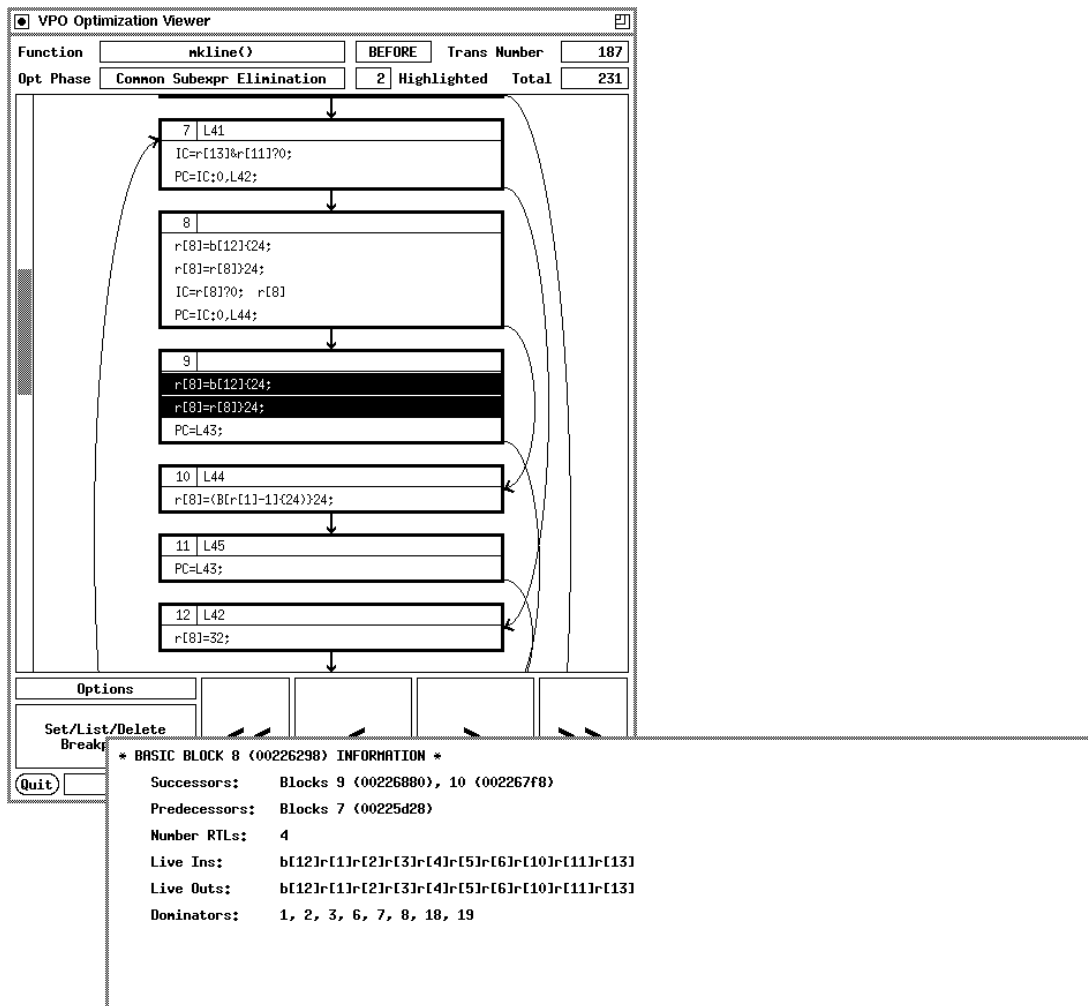 VPO Optimization Viewer
Function mkline() BEFORE Trans Number 187
Opt Phase Common Subexpr Elimination 2 Highlighted Total 231
7 L41
IC=r[13]&r[11]?0;
PC=IC:0,L42;
8
r[8]=b[12]{24;
r[8]=r[8]}24;
IC=r[8]?0; r[8]
PC=IC:0,L44;
9
r[8]=b[12]{24;
r[8]=r[8]}24;
PC=L43;
10 L44
r[8]=(B[r[1]-1]{24)}24;
11 L45
PC=L43;
12 L42
r[8]=32;
Options
Set/List/Delete
Breakp
<< < > >>
Quit
* BASIC BLOCK 8 (00226298) INFORMATION *
Successors: Blocks 9 (00226880), 10 (002267f8)
Predecessors: Blocks 7 (00225d28)
Number RTLs: 4
Live Ins: b[12]r[1]r[2]r[3]r[4]r[5]r[6]r[10]r[11]r[13]
Live Outs: b[12]r[1]r[2]r[3]r[4]r[5]r[6]r[10]r[11]r[13]
Dominators: 1, 2, 3, 6, 7, 8, 18, 19